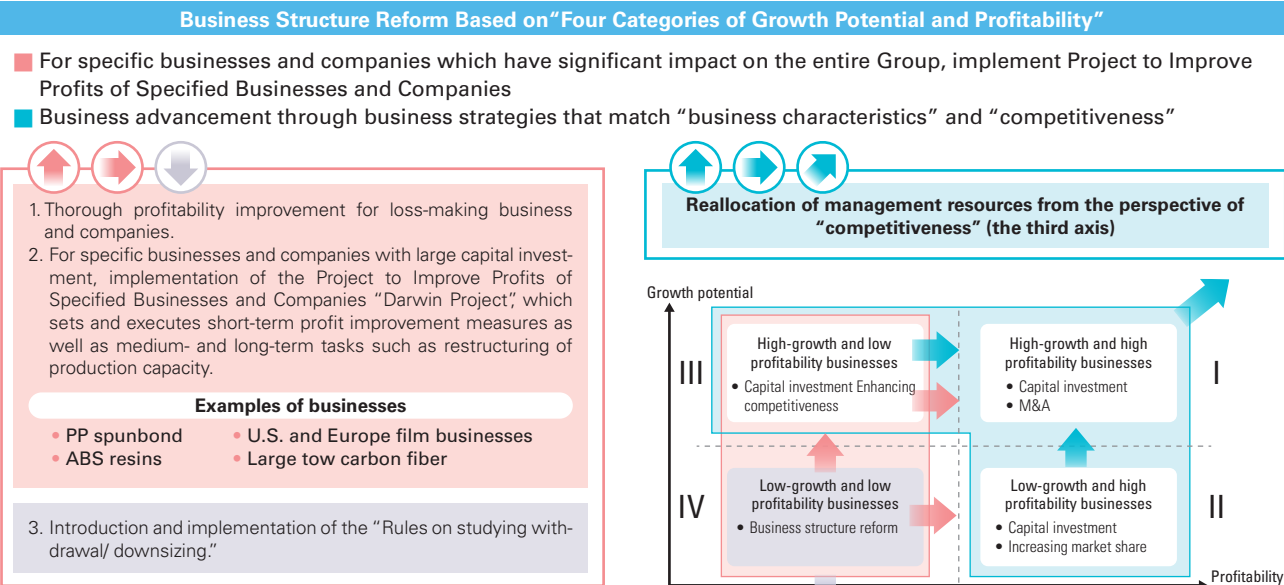 Business Structure Reform Based on “Four Categories of Growth Potential and Profitability”
For specific businesses and companies which have significant impact on the entire Group, implement Project to Improve
Profits of Specified Businesses and Companies
Business advancement through business strategies that match “business characteristics” and “competitiveness”
1. Thorough profitability improvement for loss-making business
and companies.
2. For specific businesses and companies with large capital invest-
ment, implementation of the Project to Improve Profits of
Specified Businesses and Companies “Darwin Project”, which
sets and executes short-term profit improvement measures as
well as medium- and long-term tasks such as restructuring of
production capacity.
Examples of businesses
• PP spunbond
• U.S. and Europe film businesses
• ABS resins
• Large tow carbon fiber
3. Introduction and implementation of the “Rules on studying with-
drawal/ downsizing.”
Reallocation of management resources from the perspective of
“competitiveness” (the third axis)
Growth potential
III
High-growth and low
profitability businesses
• Capital investment Enhancing
competitiveness
High-growth and high
profitability businesses
• Capital investment
• M&A
I
IV
Low-growth and low
profitability businesses
• Business structure reform
Low-growth and high
profitability businesses
• Capital investment
• Increasing market share
II
Profitability